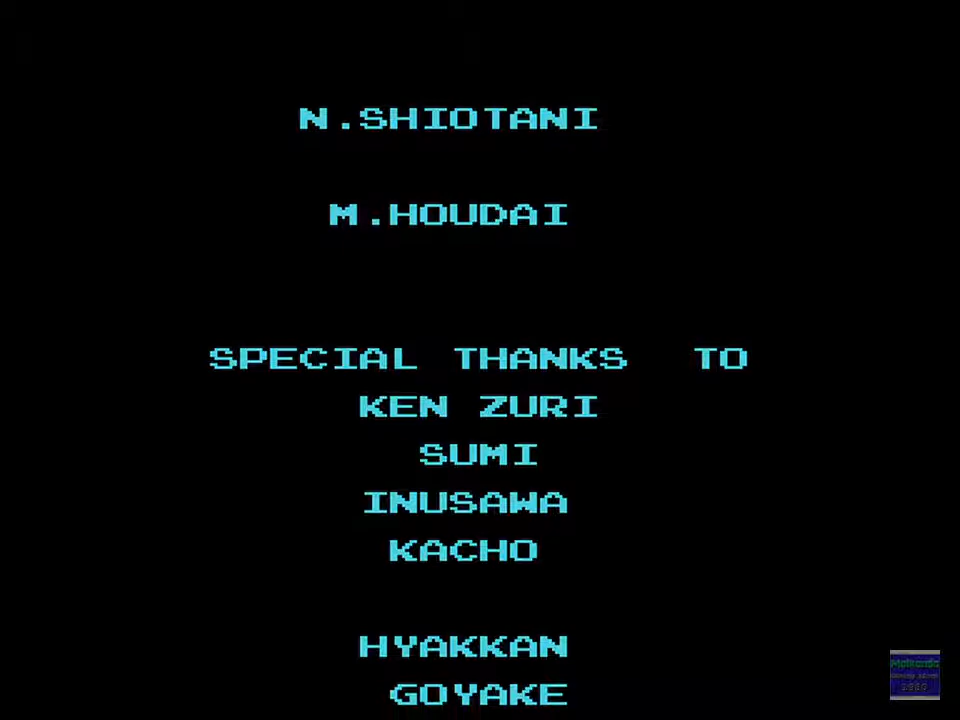 N.SHIOTANI
M.HOUDAI
SPECIAL THANKS TO
KEN ZURI
SUMI
INUSAWA
KACHO
HYAKKAN
GOYAKE